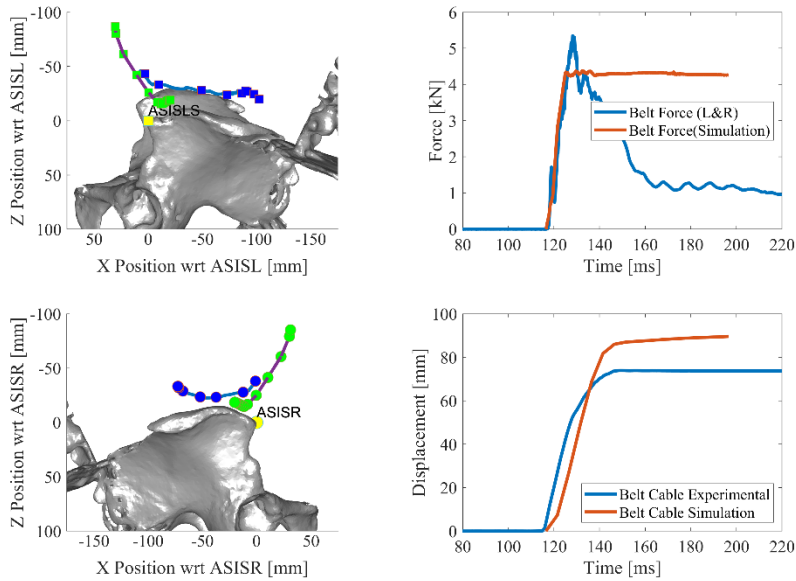 -100
-50
0
50
100
Z Position wrt ASISL [mm]
ASISLS
50 0 -50 -100 -150
X Position wrt ASISL [mm]
6
5
4
3
2
1
0
Force [kN]
Belt Force (L&R)
Belt Force(Simulation)
80 100 120 140 160 180 200 220
Time [ms]
-100
-50
0
50
100
Z Position wrt ASISR [mm]
ASISR
-150 -100 -50 0 50
X Position wrt ASISR [mm]
100
80
60
40
20
0
Displacement [mm]
Belt Cable Experimental
Belt Cable Simulation
80 100 120 140 160 180 200 220
Time [ms]